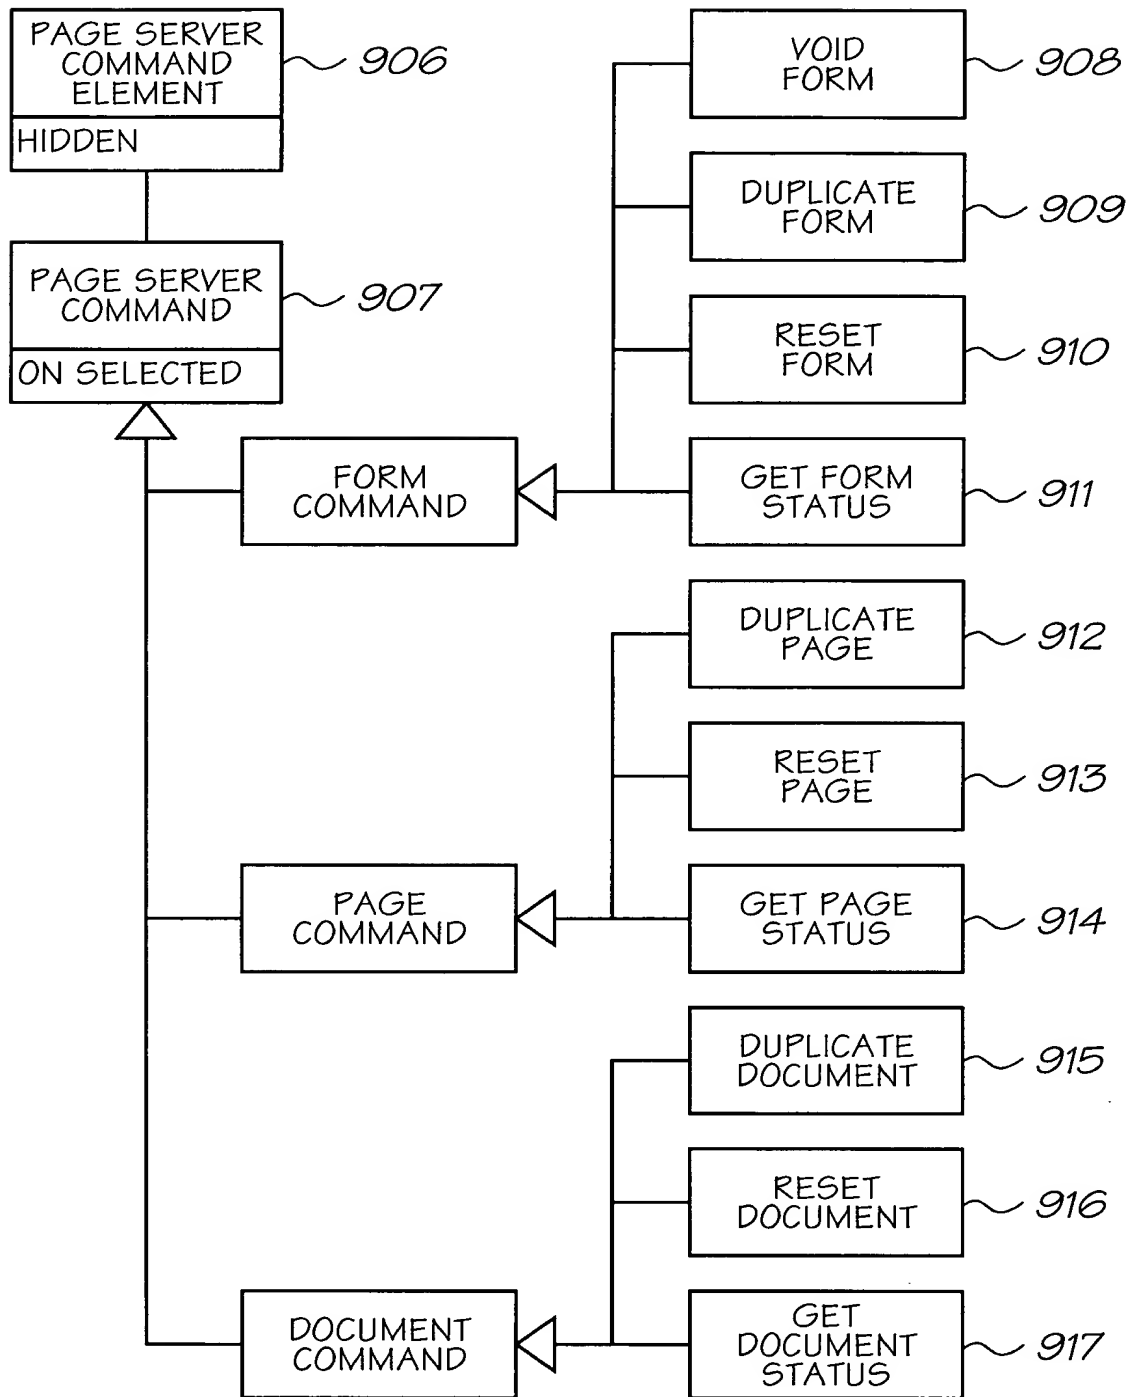 PAGE SERVER
COMMAND
ELEMENT
906
HIDDEN
PAGE SERVER
COMMAND
907
ON SELECTED
FORM
COMMAND
VOID
FORM
908
DUPLICATE
FORM
909
RESET
FORM
910
GET FORM
STATUS
911
PAGE
COMMAND
DUPLICATE
PAGE
912
RESET
PAGE
913
GET PAGE
STATUS
914
DOCUMENT
COMMAND
DUPLICATE
DOCUMENT
915
RESET
DOCUMENT
916
GET
DOCUMENT
STATUS
917